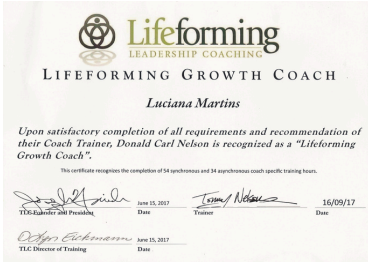 Lifeforming
LEADERSHIP COACHING
LIFEFORMING GROWTH COACH
Luciana Martins
Upon satisfactory completion of all requirements and recommendation of
their Coach Trainer, Donald Carl Nelson is recognized as a "Lifeforming
Growth Coach".
This certificate recognizes the completion of 54 synchronous and 34 asynchronous coach specific training hours.
June 15, 2017 16/09/17
TLC Founder and President Date Trainer Date
June 15, 2017
TLC Director of Training Date